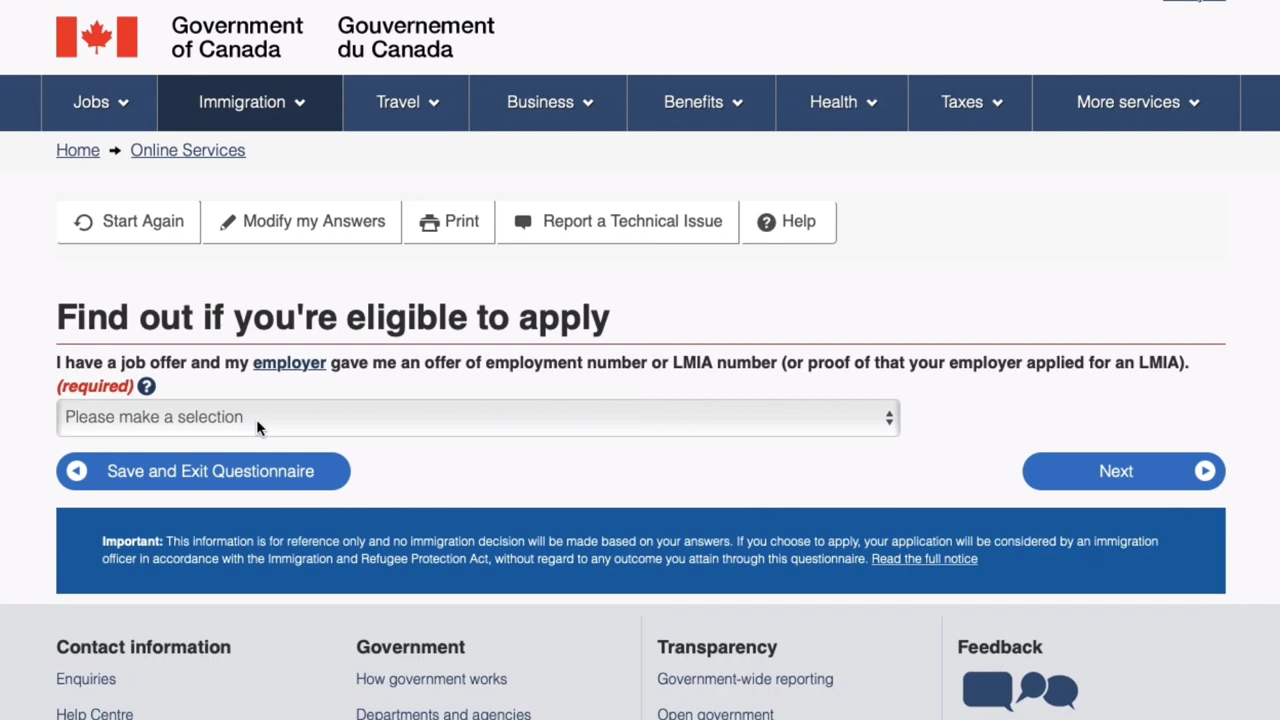 Government of Canada
Gouvernement du Canada
Jobs
Immigration
Travel
Business
Benefits
Health
Taxes
More services
Home
Online Services
Start Again
Modify my Answers
Print
Report a Technical Issue
Help
Find out if you're eligible to apply
I have a job offer and my employer gave me an offer of employment number or LMIA number (or proof of that your employer applied for an LMIA).
(required)
Please make a selection
Save and Exit Questionnaire
Next
Important: This information is for reference only and no immigration decision will be made based on your answers. If you choose to apply, your application will be considered by an immigration
officer in accordance with the Immigration and Refugee Protection Act, without regard to any outcome you attain through this questionnaire. Read the full notice
Contact information
Government
Transparency
Feedback
Enquiries
How government works
Government-wide reporting
Help Centre
Departments and agencies
Open government